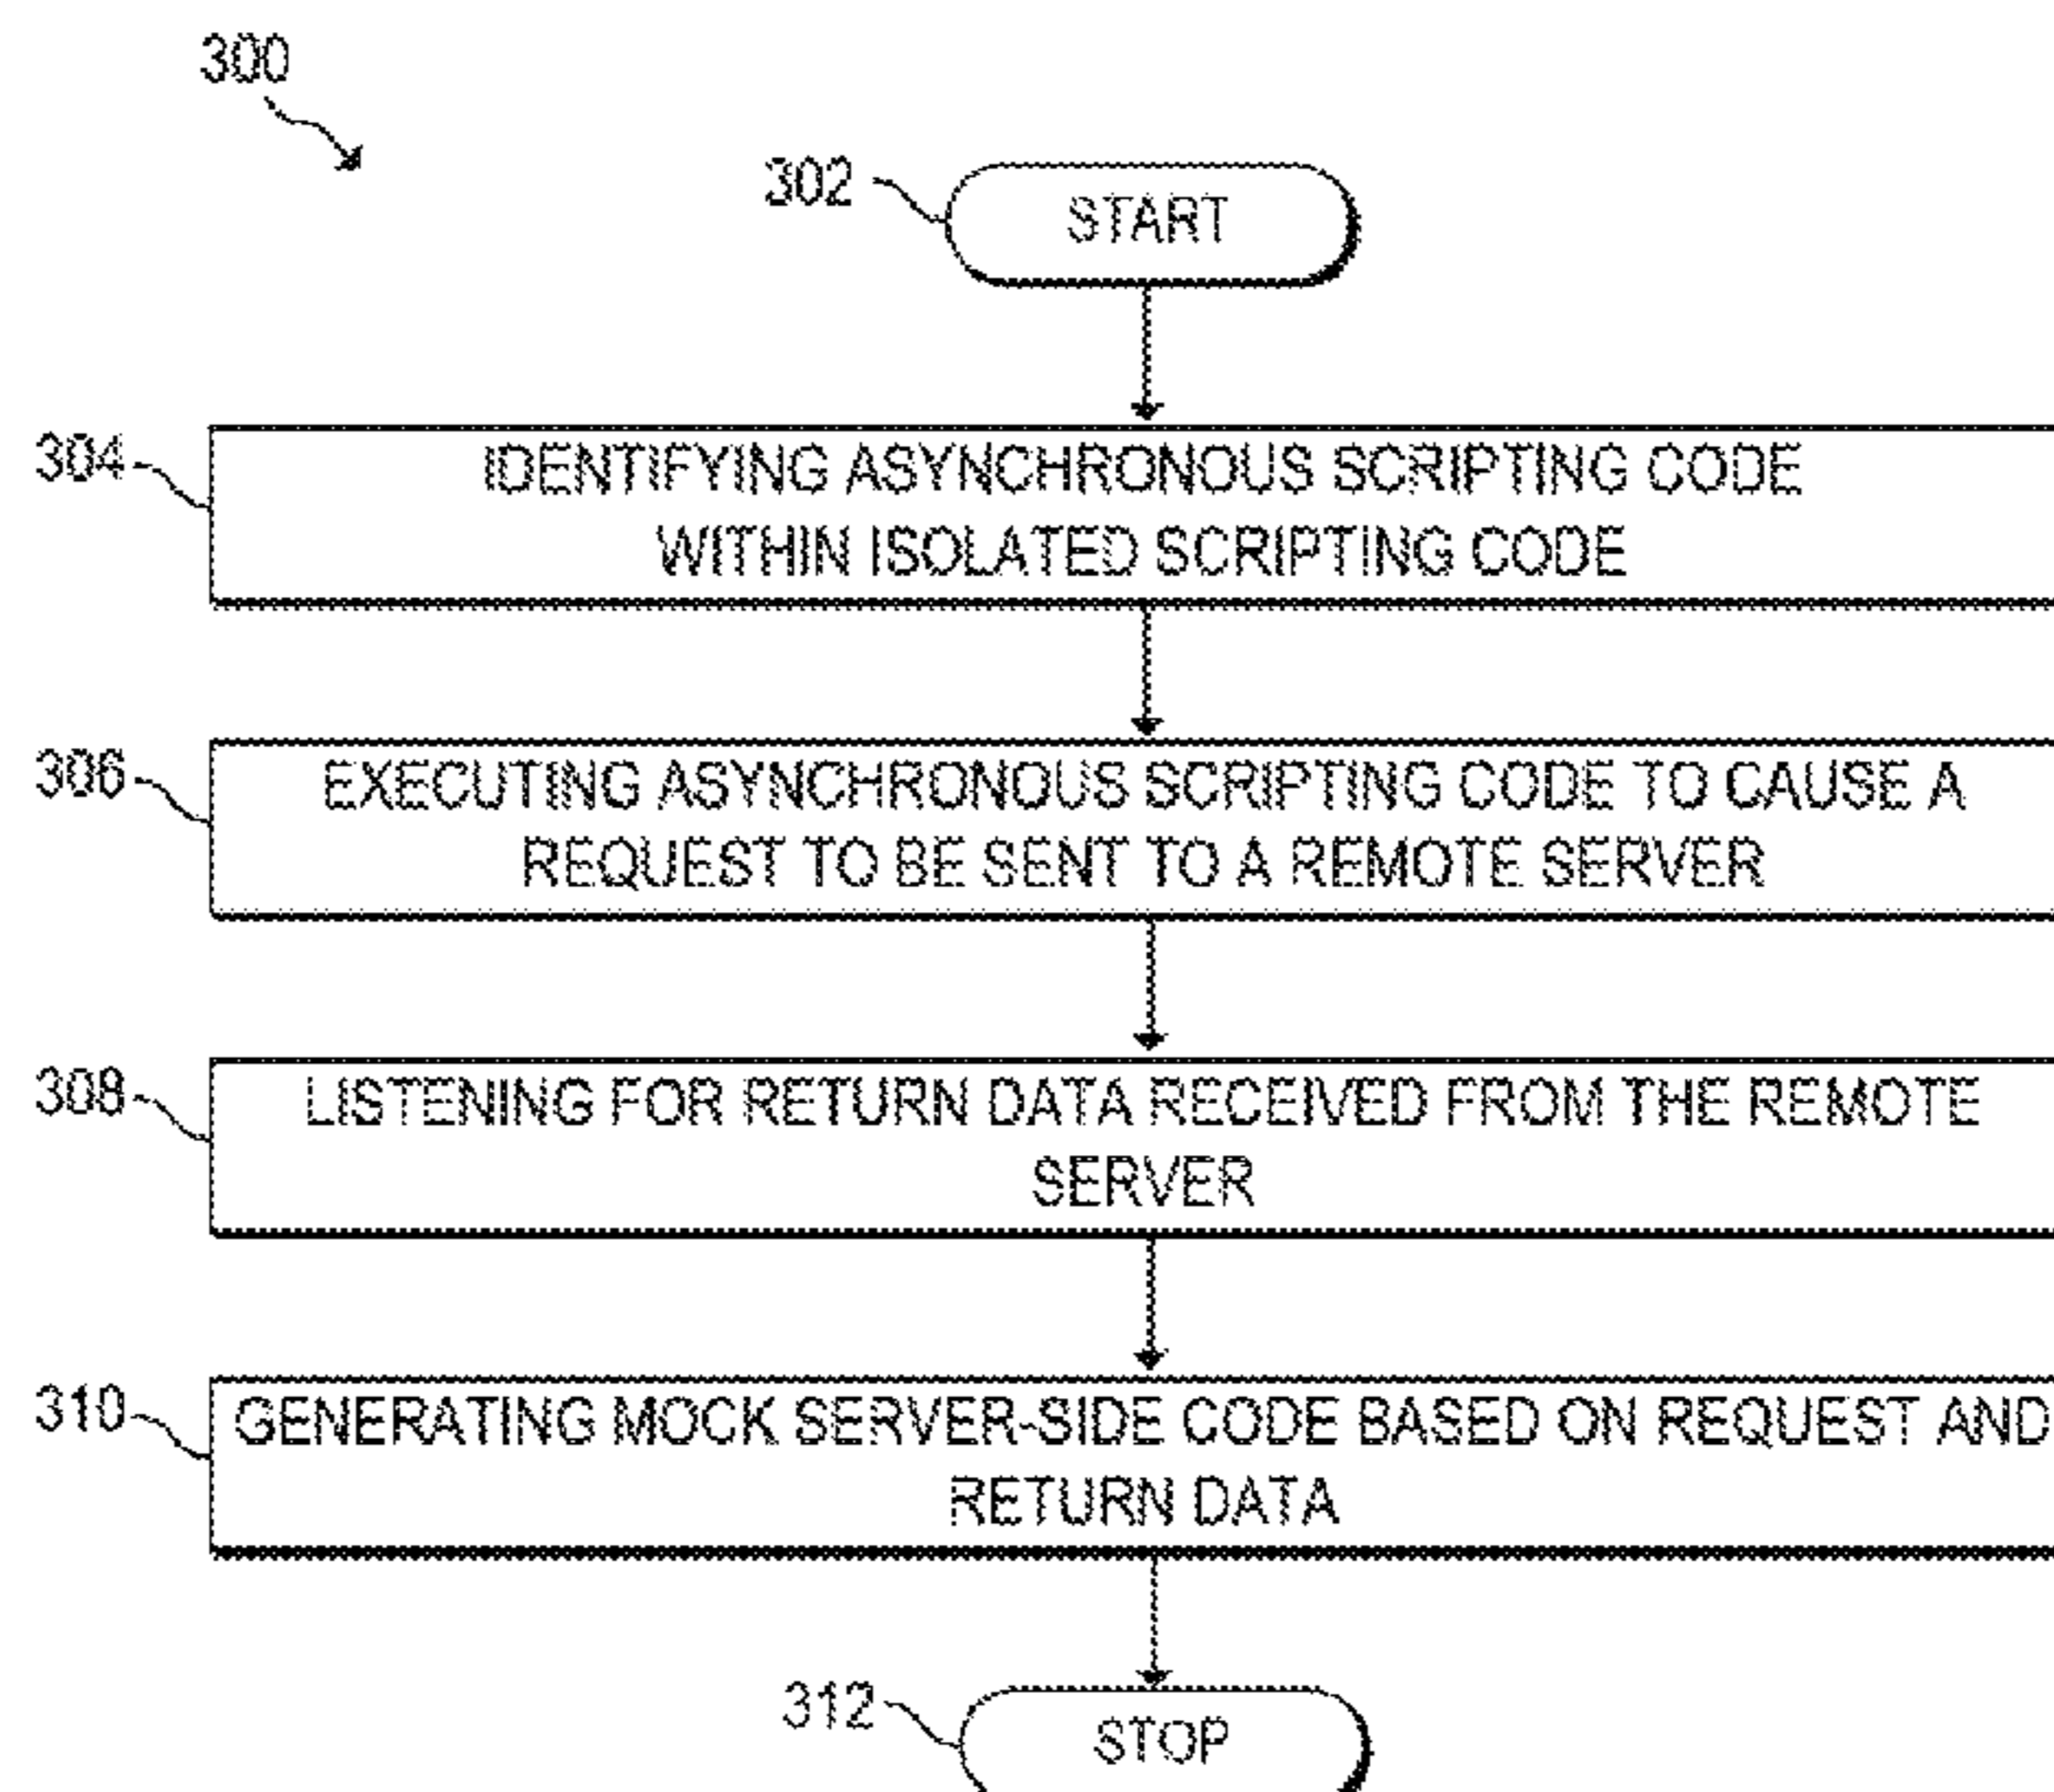 300
302
START
304
IDENTIFYING ASYNCHRONOUS SCRIPTING CODE
WITHIN ISOLATED SCRIPTING CODE
306
EXECUTING ASYNCHRONOUS SCRIPTING CODE TO CAUSE A
REQUEST TO BE SENT TO A REMOTE SERVER
308
LISTENING FOR RETURN DATA RECEIVED FROM THE REMOTE
SERVER
310
GENERATING MOCK SERVER-SIDE CODE BASED ON REQUEST AND
RETURN DATA
312
STOP